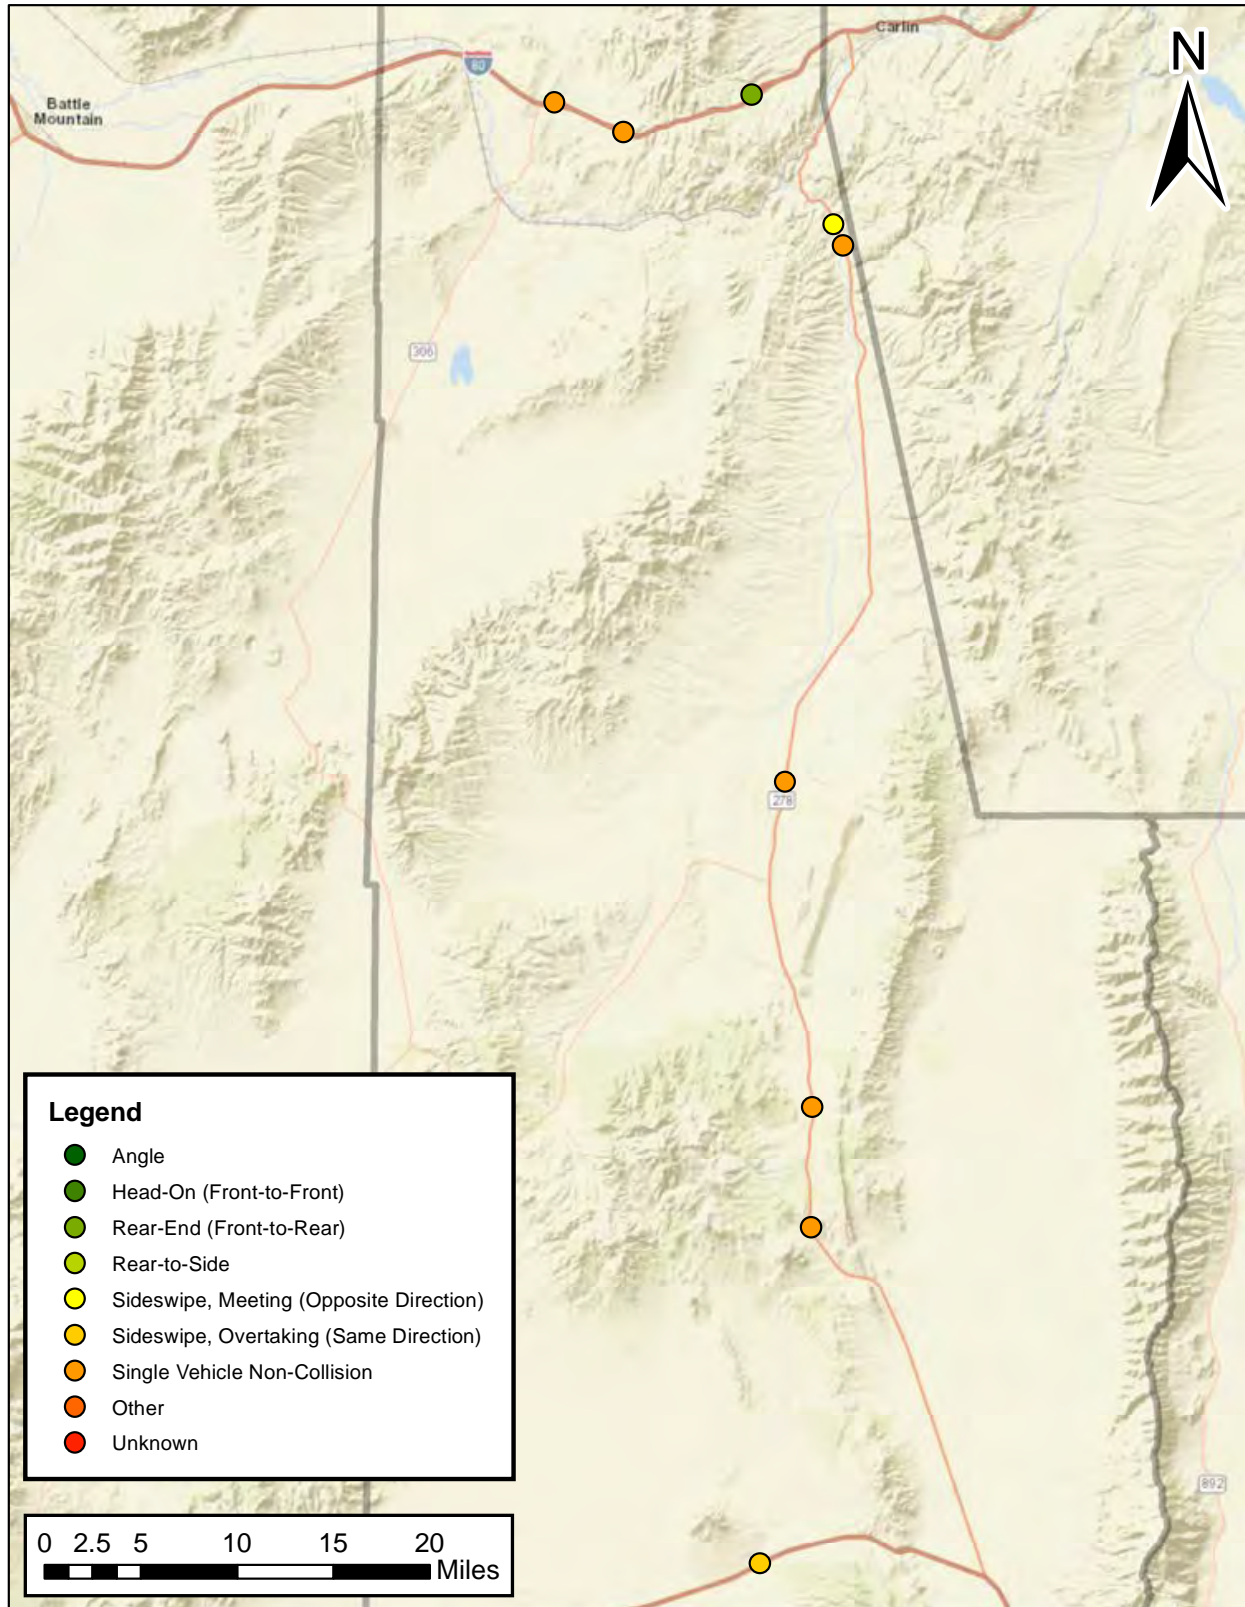 Carlin
N
80
Battle
Mountain
306
278
Legend
Angle
Head-On (Front-to-Front)
Rear-End (Front-to-Rear)
Rear-to-Side
Sideswipe, Meeting (Opposite Direction)
Sideswipe, Overtaking (Same Direction)
Single Vehicle Non-Collision
Other
Unknown
892
0 2.5 5 10 15 20
Miles